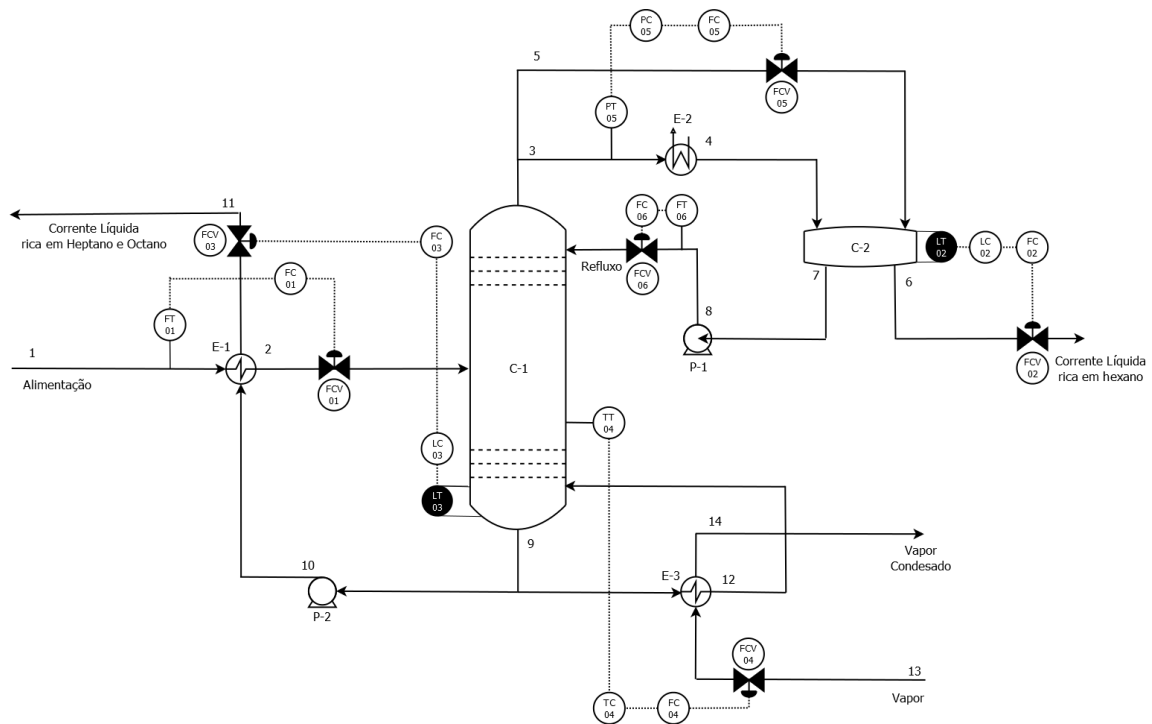 PC
05
FC
05
5
FCV
05
PT
05
E-2
3
4
11
Corrente Líquida
rica em Heptano e Octano
FCV
03
FC
03
FC
06
FT
06
Refluxo
FCV
06
C-2
LT
02
LC
02
FC
02
7
6
FC
01
FT
01
8
P-1
1
Alimentação
E-1
2
FCV
01
C-1
FCV
02
Corrente Líquida
rica em hexano
TT
04
LC
03
LT
03
9
14
Vapor
Condesado
10
P-2
E-3
12
FCV
04
13
Vapor
TC
04
FC
04